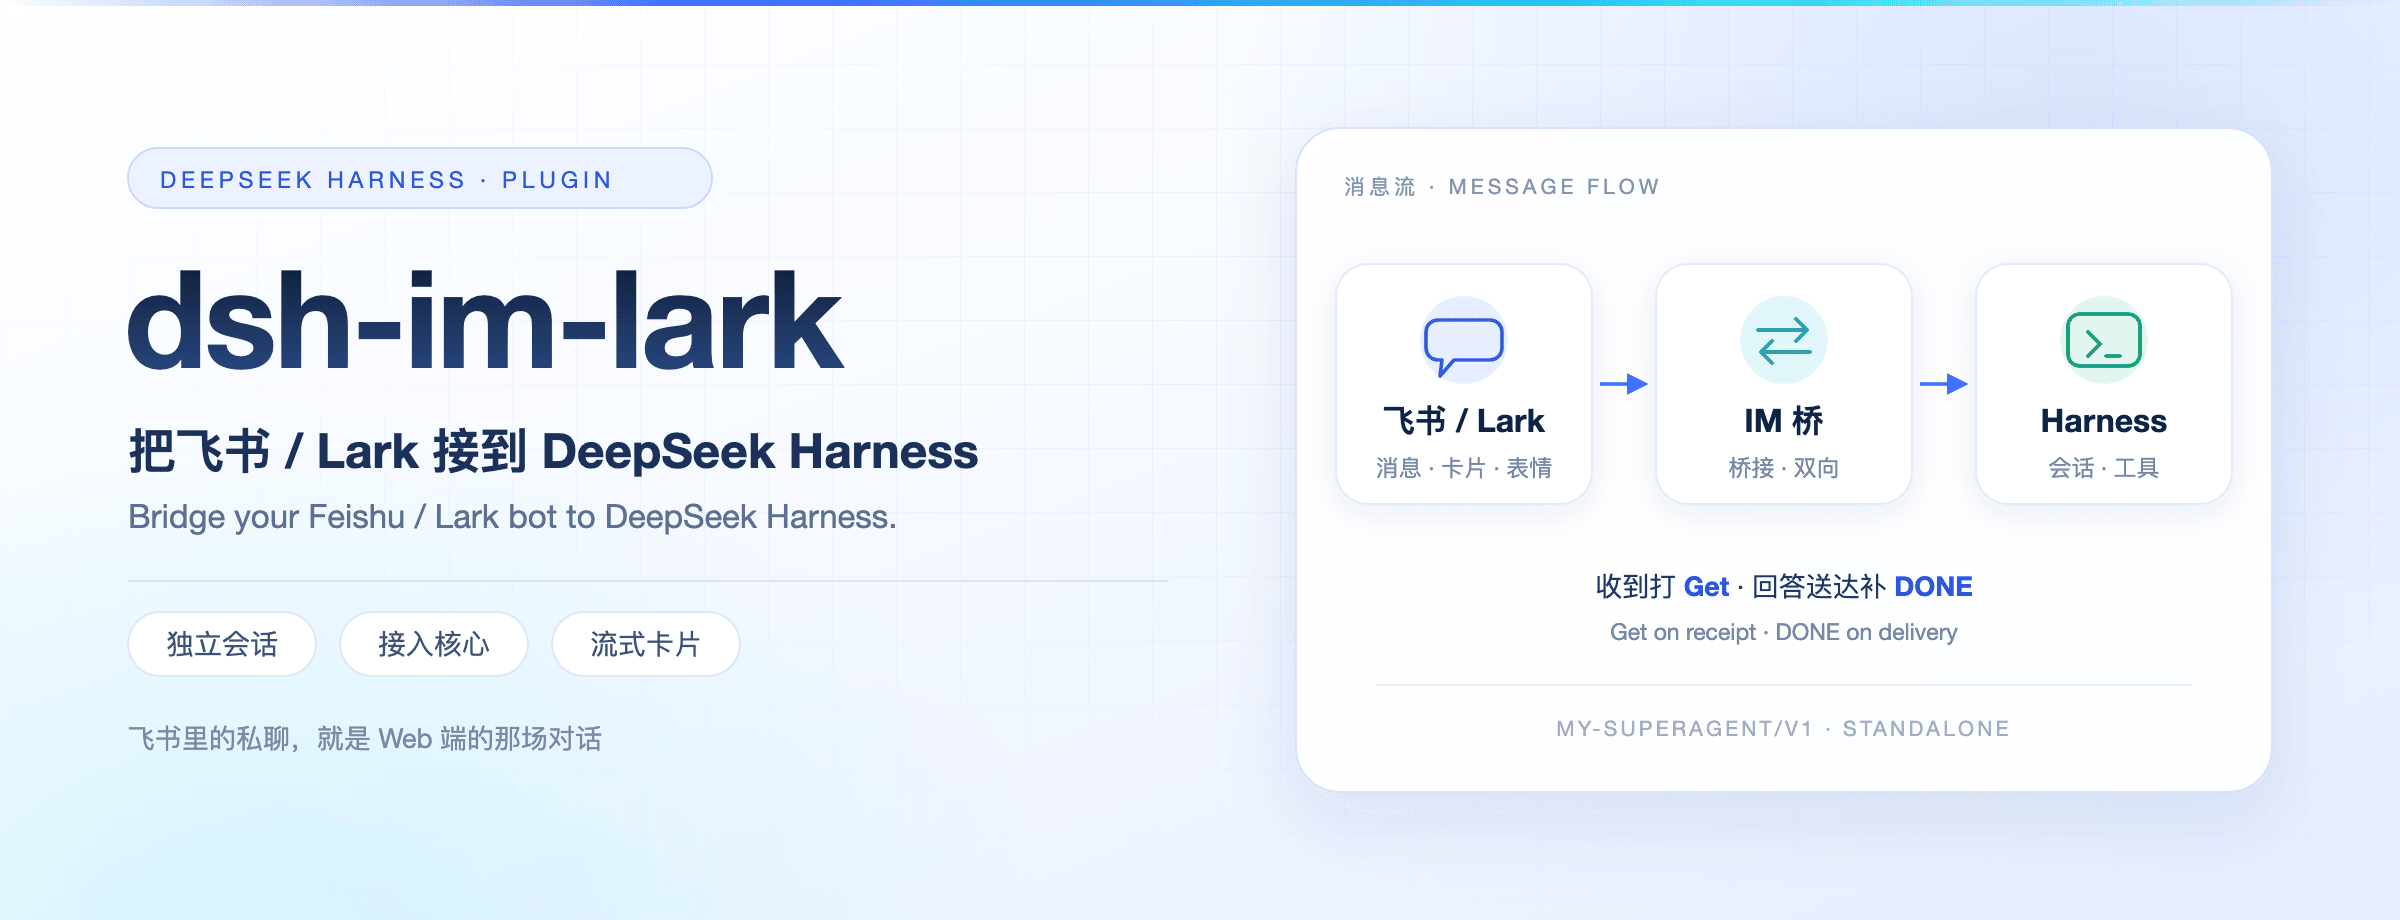 DEEPSEEK HARNESS · PLUGIN
dsh-im-lark
把飞书 / Lark 接到 DeepSeek Harness
Bridge your Feishu / Lark bot to DeepSeek Harness.
独立会话
接入核心
流式卡片
飞书里的私聊，就是 Web 端的那场对话
消息流 · MESSAGE FLOW
飞书 / Lark
消息 · 卡片 · 表情
IM 桥
桥接 · 双向
Harness
会话 · 工具
收到打 Get · 回答送达补 DONE
Get on receipt · DONE on delivery
MY-SUPERAGENT/V1 · STANDALONE